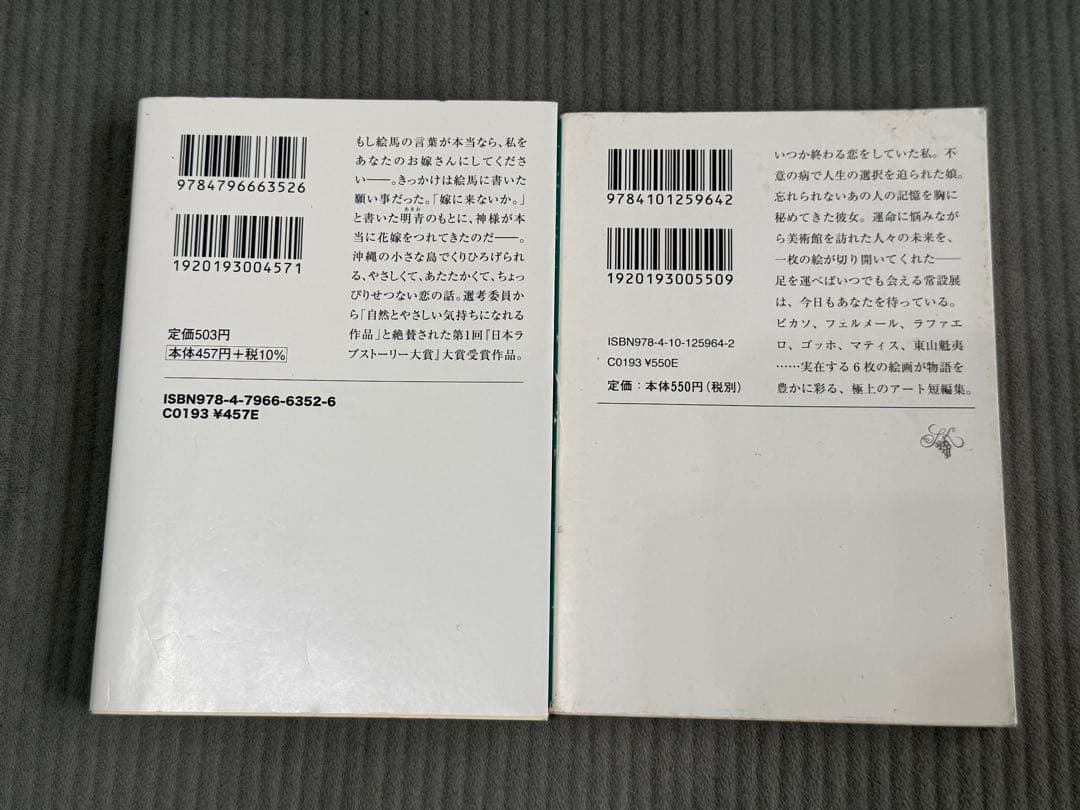 9784796663526
1920193004571
定価503円
本体457円+税10%
もし絵馬の言葉が本当なら、私を
あなたのお嫁さんにしてくださ
い――。きっかけは絵馬に書いた
願い事だった。「嫁に来ないか。」
あきお
と書いた明青のもとに、神様が本
当に花嫁をつれてきたのだ――。
沖縄の小さな島でくりひろげられ
る、やさしくて、あたたかくて、ちょっ
ぴりせつない恋の話。選考委員か
ら「自然とやさしい気持ちになれる
作品」と絶賛された第1回『日本ラ
ブストーリー大賞』大賞受賞作品。
ISBN978-4-7966-6352-6
C0193 ¥457E
9784101259642
1920193005509
ISBN978-4-10-125964-2
C0193 ¥550E
定価:本体550円(税別)
いつか終わる恋をしていた私。不
意の病で人生の選択を迫られた娘。
忘れられないあの人の記憶を胸に
秘めてきた彼女。運命に悩みなが
ら美術館を訪れた人々の未来を、
一枚の絵が切り開いてくれた――
足を運べばいつでも会える常設展
は、今日もあなたを待っている。
ピカソ、フェルメール、ラファエ
ロ、ゴッホ、マティス、東山魁夷
……実在する6枚の絵画が物語を
豊かに彩る、極上のアート短編集。